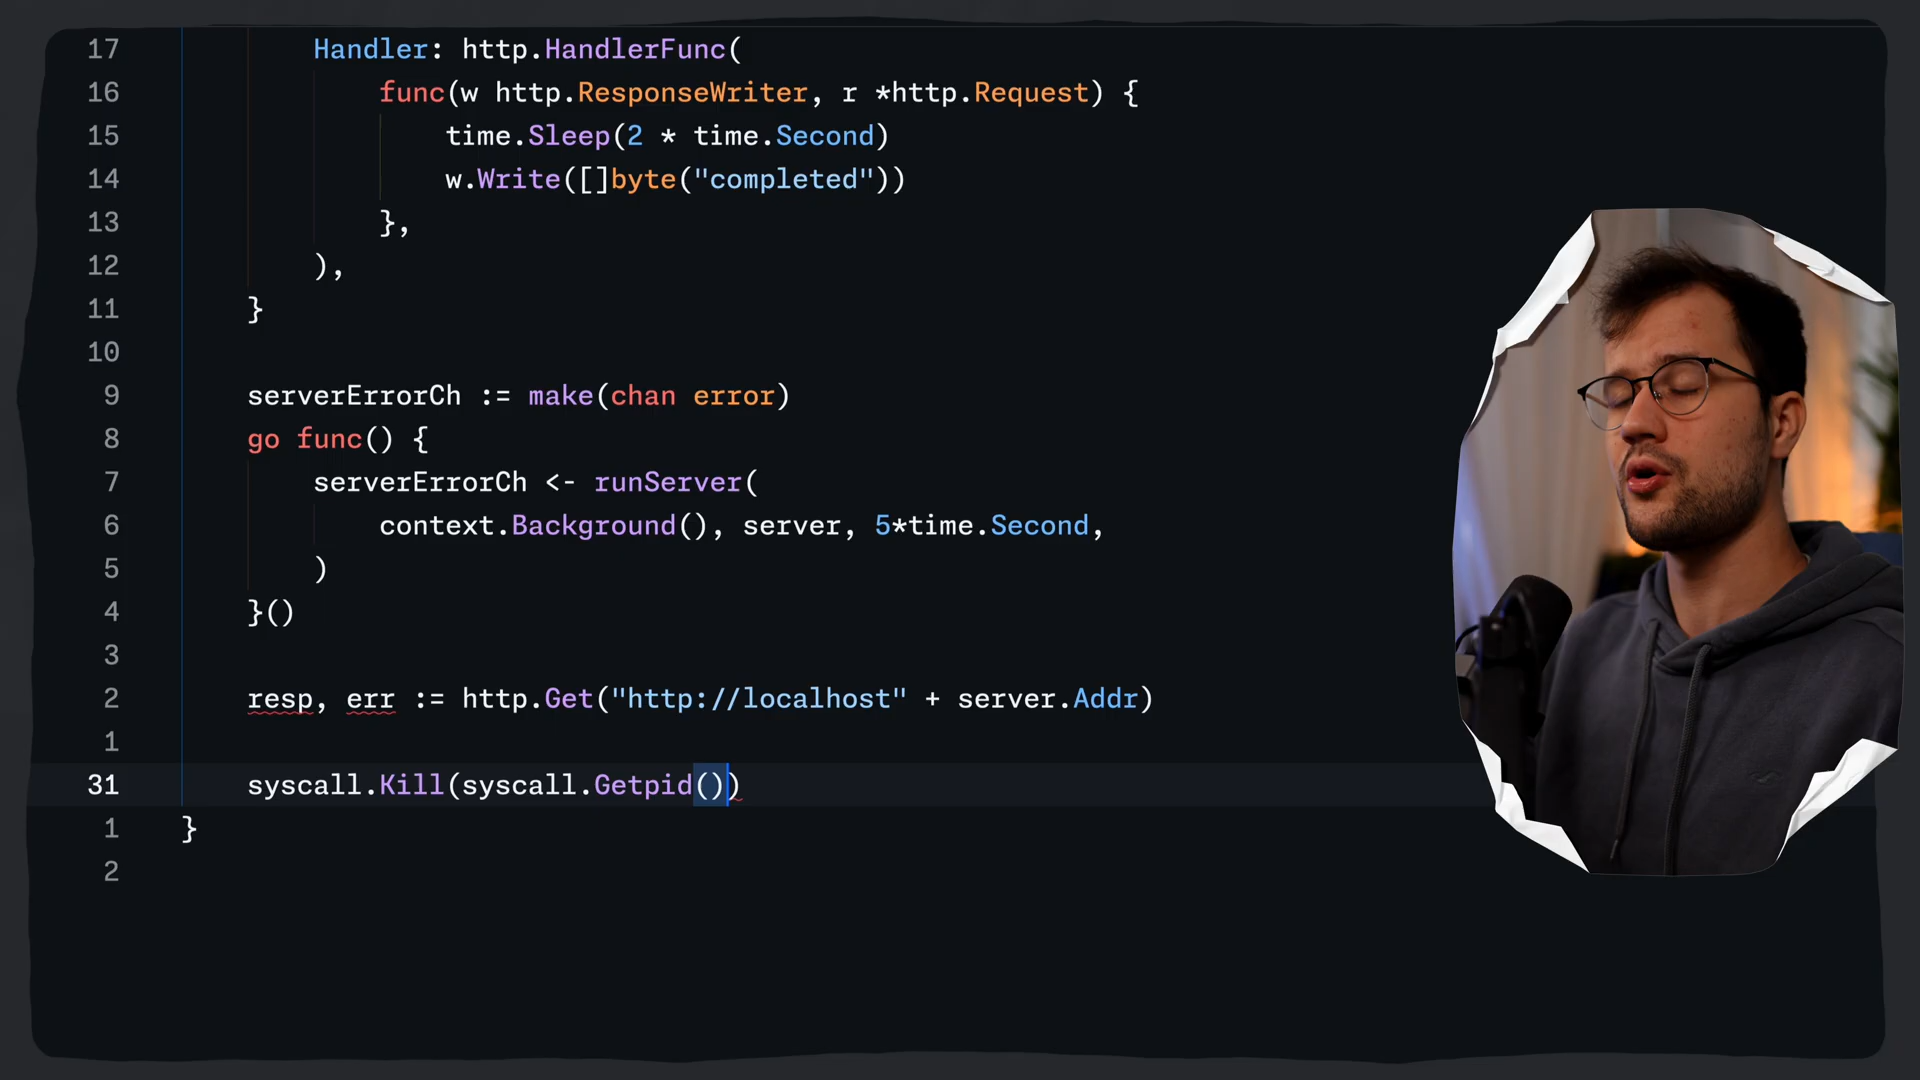 17 Handler: http.HandlerFunc(
16 func(w http.ResponseWriter, r *http.Request) {
15 time.Sleep(2 * time.Second)
14 w.Write([]byte("completed"))
13 },
12 ),
11 }
10
9 serverErrorCh := make(chan error)
8 go func() {
7 serverErrorCh <- runServer(
6 context.Background(), server, 5*time.Second,
5 )
4 }()
3
2 resp, err := http.Get("http://localhost" + server.Addr)
1
31 syscall.Kill(syscall.Getpid())
1 }
2